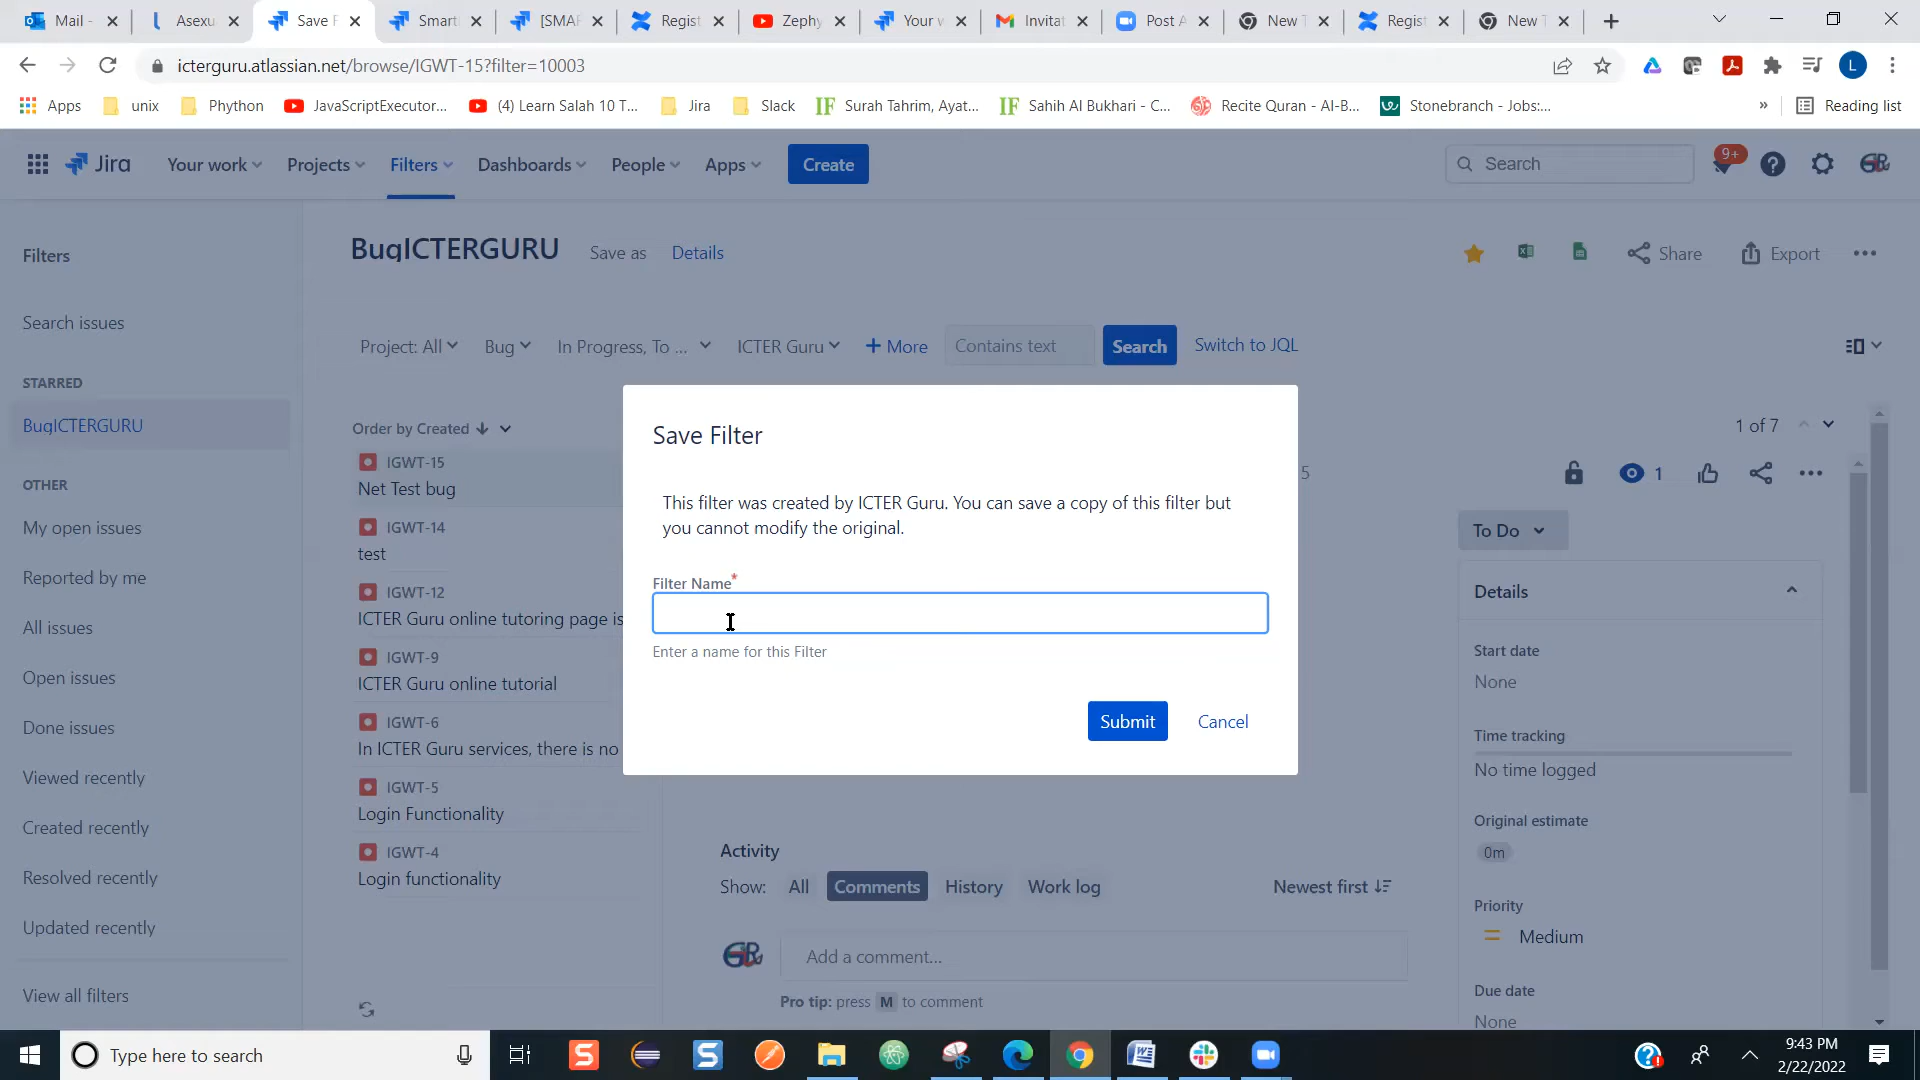 Mail -
Asexu
Save F
Smart
[SMAR
Regist
Zephy
Your w
Invitat
Post A
New T
Regis
New T
icterguru.atlassian.net/browse/IGWT-15?filter=10003
L
Apps unix Phython JavaScriptExecutor... (4) Learn Salah 10 T... Jira Slack Surah Tahrim, Ayat... Sahih Al Bukhari - C... Recite Quran - Al-B... Stonebranch - Jobs:... » Reading list
Jira Your work Projects Filters Dashboards People Apps Create Search 9+
Filters
Search issues
STARRED
BugICTERGURU
OTHER
My open issues
Reported by me
All issues
Open issues
Done issues
Viewed recently
Created recently
Resolved recently
Updated recently
View all filters
BugICTERGURU Save as Details Share Export
Project: All Bug In Progress, To ... ICTER Guru + More Contains text Search Switch to JQL
Order by Created
IGWT-15
Net Test bug
IGWT-14
test
IGWT-12
ICTER Guru online tutoring page is
IGWT-9
ICTER Guru online tutorial
IGWT-6
In ICTER Guru services, there is no
IGWT-5
Login Functionality
IGWT-4
Login functionality
Save Filter
This filter was created by ICTER Guru. You can save a copy of this filter but
you cannot modify the original.
Filter Name*
Enter a name for this Filter
Submit Cancel
5
1 of 7
1
To Do
Details
Start date
None
Time tracking
No time logged
Original estimate
0m
Priority
Medium
Due date
None
Activity
Show: All Comments History Work log Newest first
Add a comment...
Pro tip: press M to comment
Type here to search
9:43 PM
2/22/2022